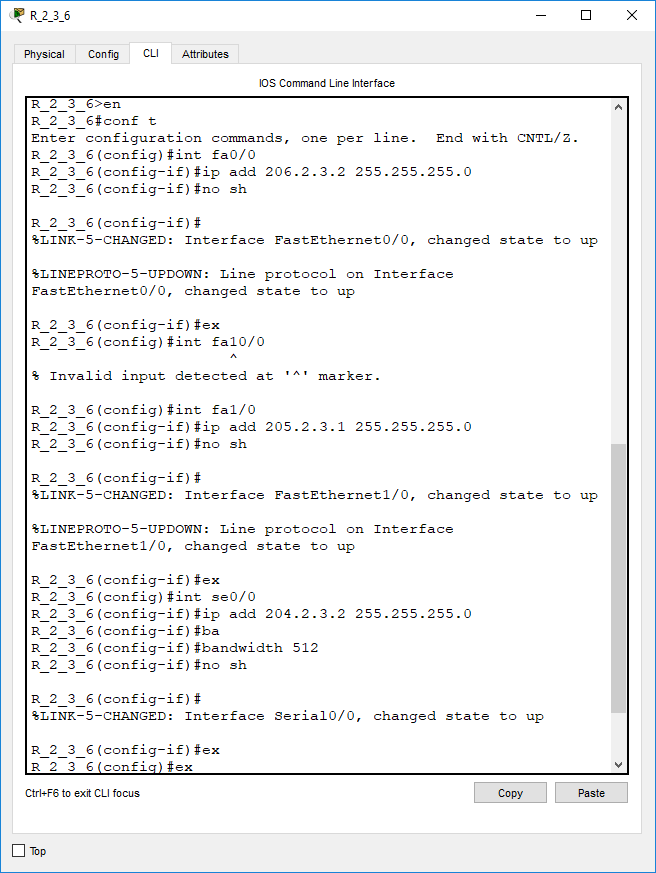 R_2_3_6
Physical Config CLI Attributes
IOS Command Line Interface
R_2_3_6>en
R_2_3_6#conf t
Enter configuration commands, one per line.  End with CNTL/Z.
R_2_3_6(config)#int fa0/0
R_2_3_6(config-if)#ip add 206.2.3.2 255.255.255.0
R_2_3_6(config-if)#no sh
R_2_3_6(config-if)#
%LINK-5-CHANGED: Interface FastEthernet0/0, changed state to up
%LINEPROTO-5-UPDOWN: Line protocol on Interface
FastEthernet0/0, changed state to up
R_2_3_6(config-if)#ex
R_2_3_6(config)#int fa10/0
^
% Invalid input detected at '^' marker.
R_2_3_6(config)#int fa1/0
R_2_3_6(config-if)#ip add 205.2.3.1 255.255.255.0
R_2_3_6(config-if)#no sh
R_2_3_6(config-if)#
%LINK-5-CHANGED: Interface FastEthernet1/0, changed state to up
%LINEPROTO-5-UPDOWN: Line protocol on Interface
FastEthernet1/0, changed state to up
R_2_3_6(config-if)#ex
R_2_3_6(config)#int se0/0
R_2_3_6(config-if)#ip add 204.2.3.2 255.255.255.0
R_2_3_6(config-if)#ba
R_2_3_6(config-if)#bandwidth 512
R_2_3_6(config-if)#no sh
R_2_3_6(config-if)#
%LINK-5-CHANGED: Interface Serial0/0, changed state to up
R_2_3_6(config-if)#ex
R_2_3_6(config)#ex
Ctrl+F6 to exit CLI focus
Copy Paste
Top